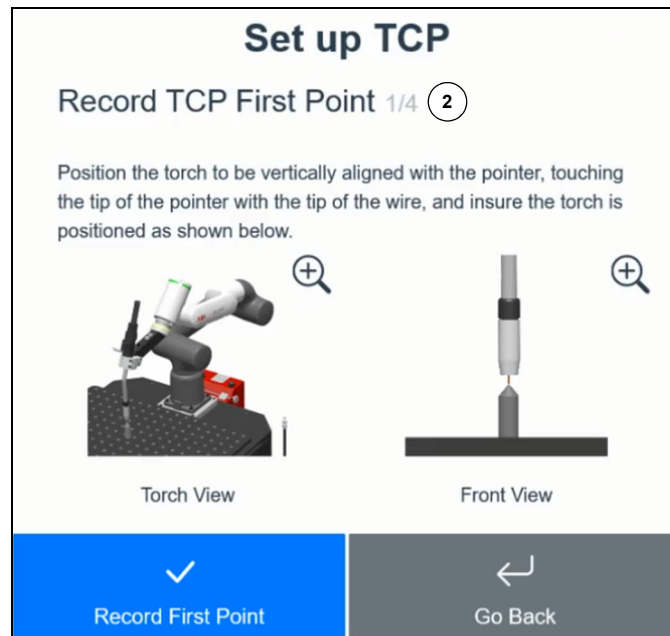 Set up TCP
Record TCP First Point 1/4 2
Position the torch to be vertically aligned with the pointer, touching
the tip of the pointer with the tip of the wire, and insure the torch is
positioned as shown below.
Torch View
Front View
Record First Point
Go Back